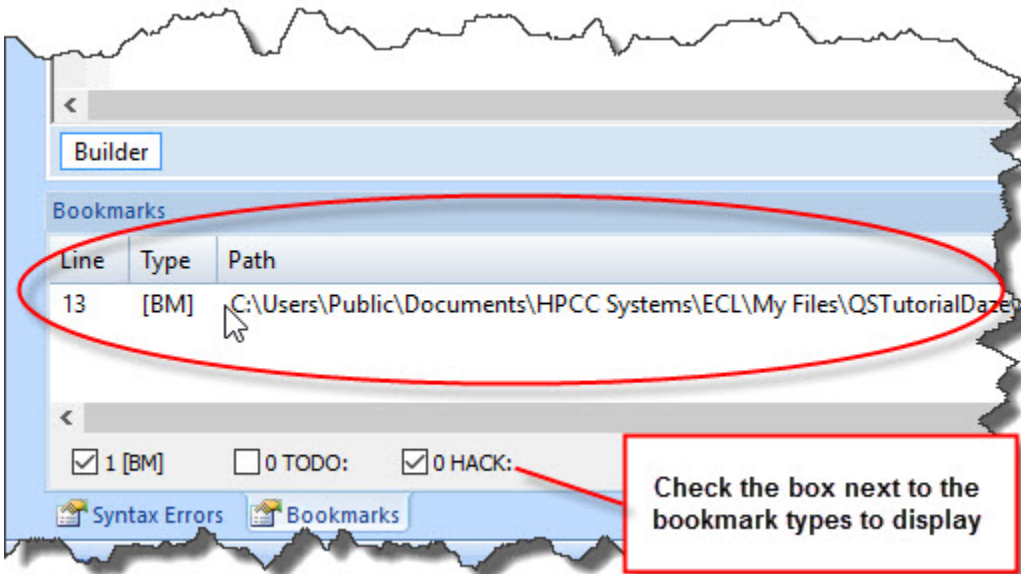 Builder
Bookmarks
Line Type Path
13 [BM] C:\Users\Public\Documents\HPCC Systems\ECL\My Files\QSTutorialDaze
1 [BM] 0 TODO: 0 HACK:
Check the box next to the
bookmark types to display
Syntax Errors Bookmarks